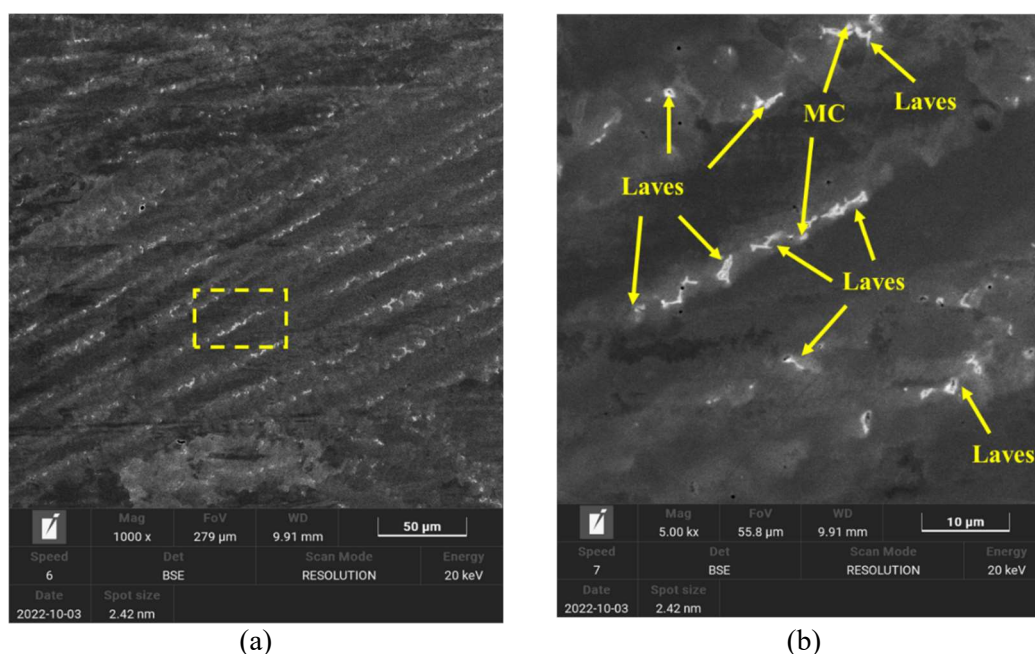 50 µm
Mag
FoV
WD
1000 x
279 µm
9.91 mm
Speed
Det
Scan Mode
Energy
6
BSE
RESOLUTION
20 keV
Date
Spot size
2022-10-03
2.42 nm
(a)
Laves
MC
Laves
Laves
Laves
10 µm
Mag
FoV
WD
5.00 kx
55.8 µm
9.91 mm
Speed
Det
Scan Mode
Energy
7
BSE
RESOLUTION
20 keV
Date
Spot size
2022-10-03
2.42 nm
(b)